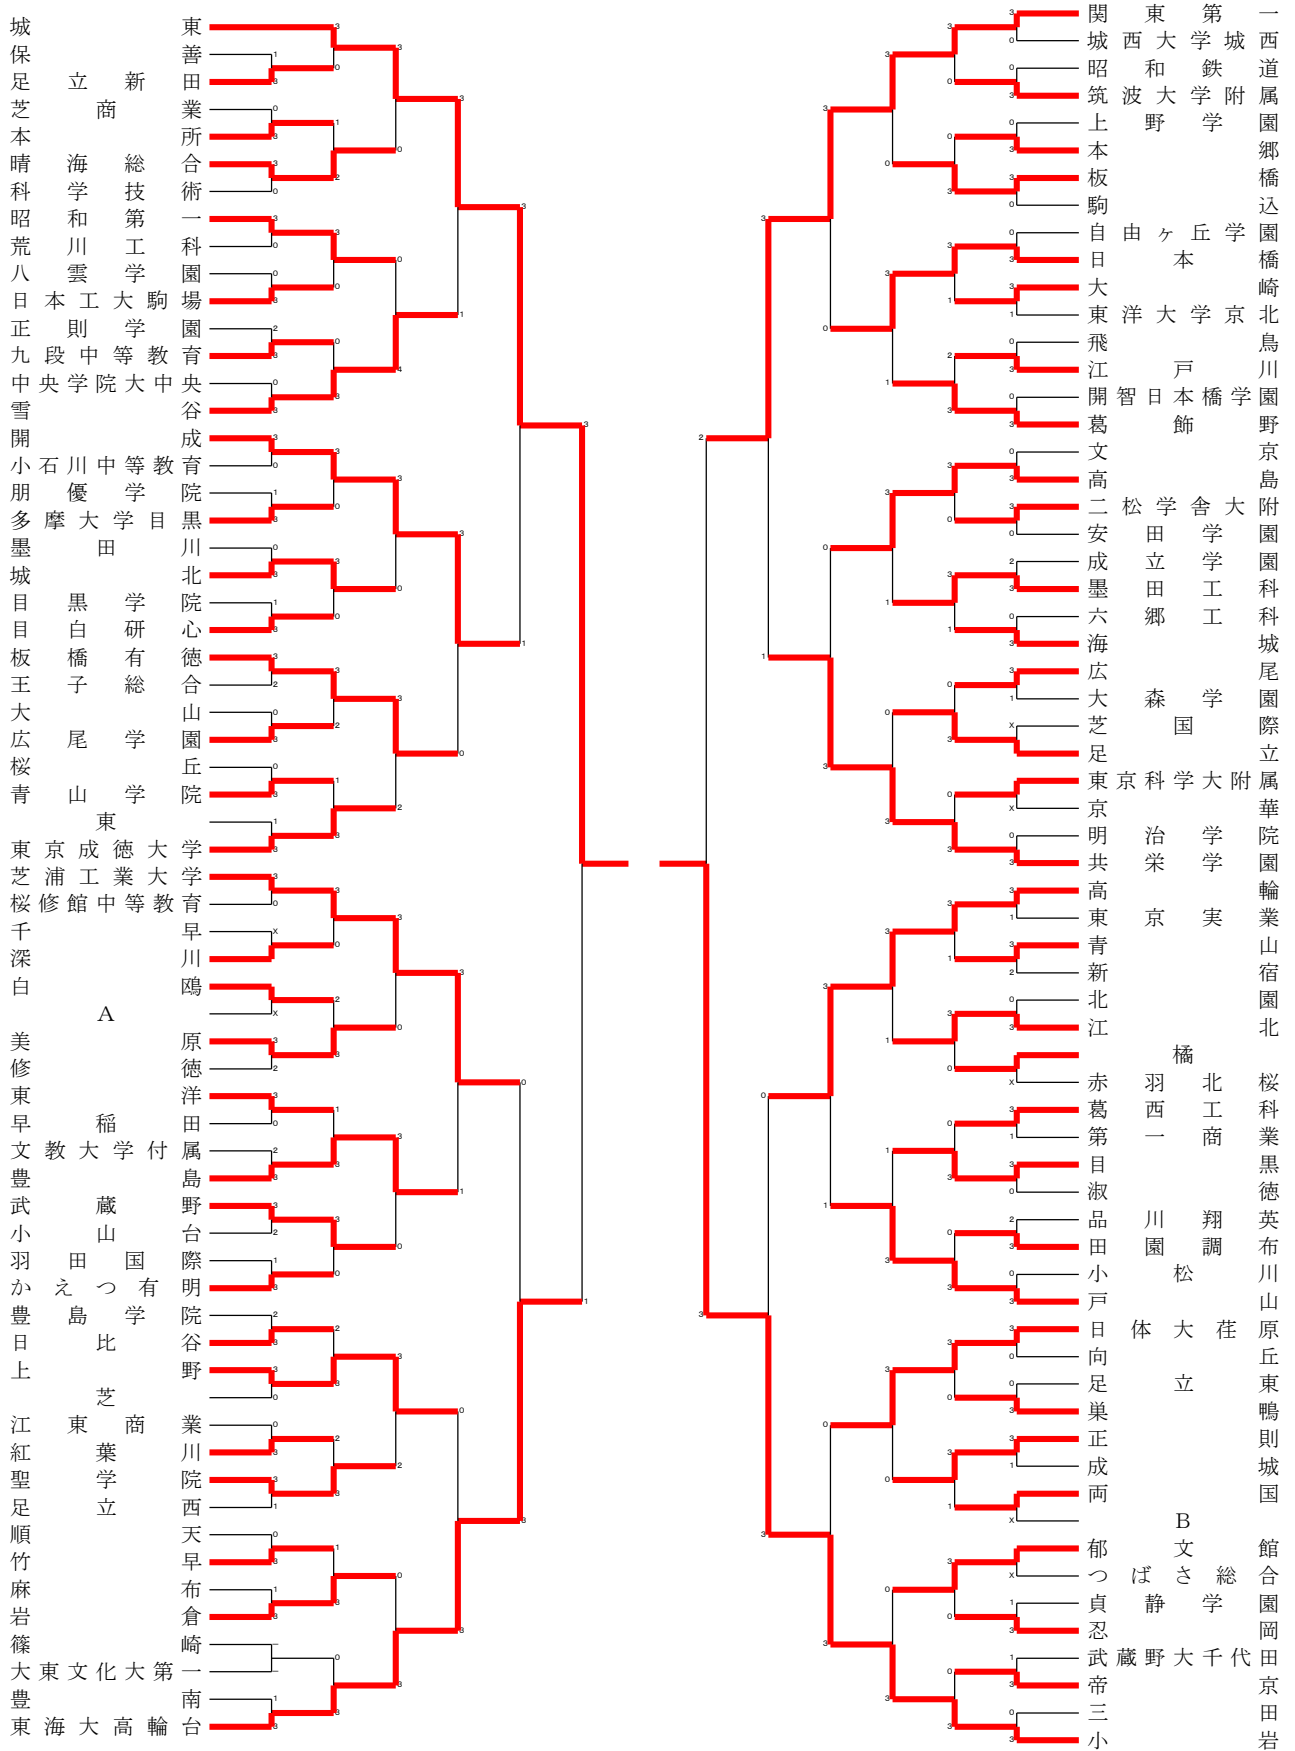 城東
保善
足立新田
芝商業
本所
晴海総合
科学技術
昭和第一
荒川工科
八雲学園
日本工大駒場
正則学園
九段中等教育
中央学院大中央
雪谷
開成
小石川中等教育
朋優学院
多摩大学目黒
墨田川
城北
目黒学院
目白研心
板橋有徳
王子総合
大山
広尾学園
桜丘
青山学院
東
東京成徳大学
芝浦工業大学
桜修館中等教育
千早
深川
白鴎
A
美原
修徳
東洋
早稲田
文教大学付属
豊島
武蔵野
小山台
羽田国際
かえつ有明
豊島学院
日比谷
上野
芝
江東商業
紅葉川
聖学院
足立西
順天
竹早
麻布
岩倉
篠崎
大東文化大第一
豊南
東海大高輪台
関東第一
城西大学城西
昭和鉄道
筑波大学附属
上野学園
本郷
板橋
駒込
自由ヶ丘学園
日本橋
大崎
東洋大学京北
飛鳥
江戸川
開智日本橋学園
葛飾野
文京
高島
二松学舎大附
安田学園
成立学園
墨田工科
六郷工科
海城
広尾
大森学園
芝国際
足立
東京科学大附属
京華
明治学院
共栄学園
高輪
東京実業
青山
新宿
北園
江北
橘
赤羽北桜
葛西工科
第一商業
目黒
淑徳
品川翔英
田園調布
小松川
戸山
日体大荏原
向丘
足立東
巣鴨
正則
成城
両国
B
郁文館
つばさ総合
貞静学園
忍岡
武蔵野大千代田
帝京
三田
小岩